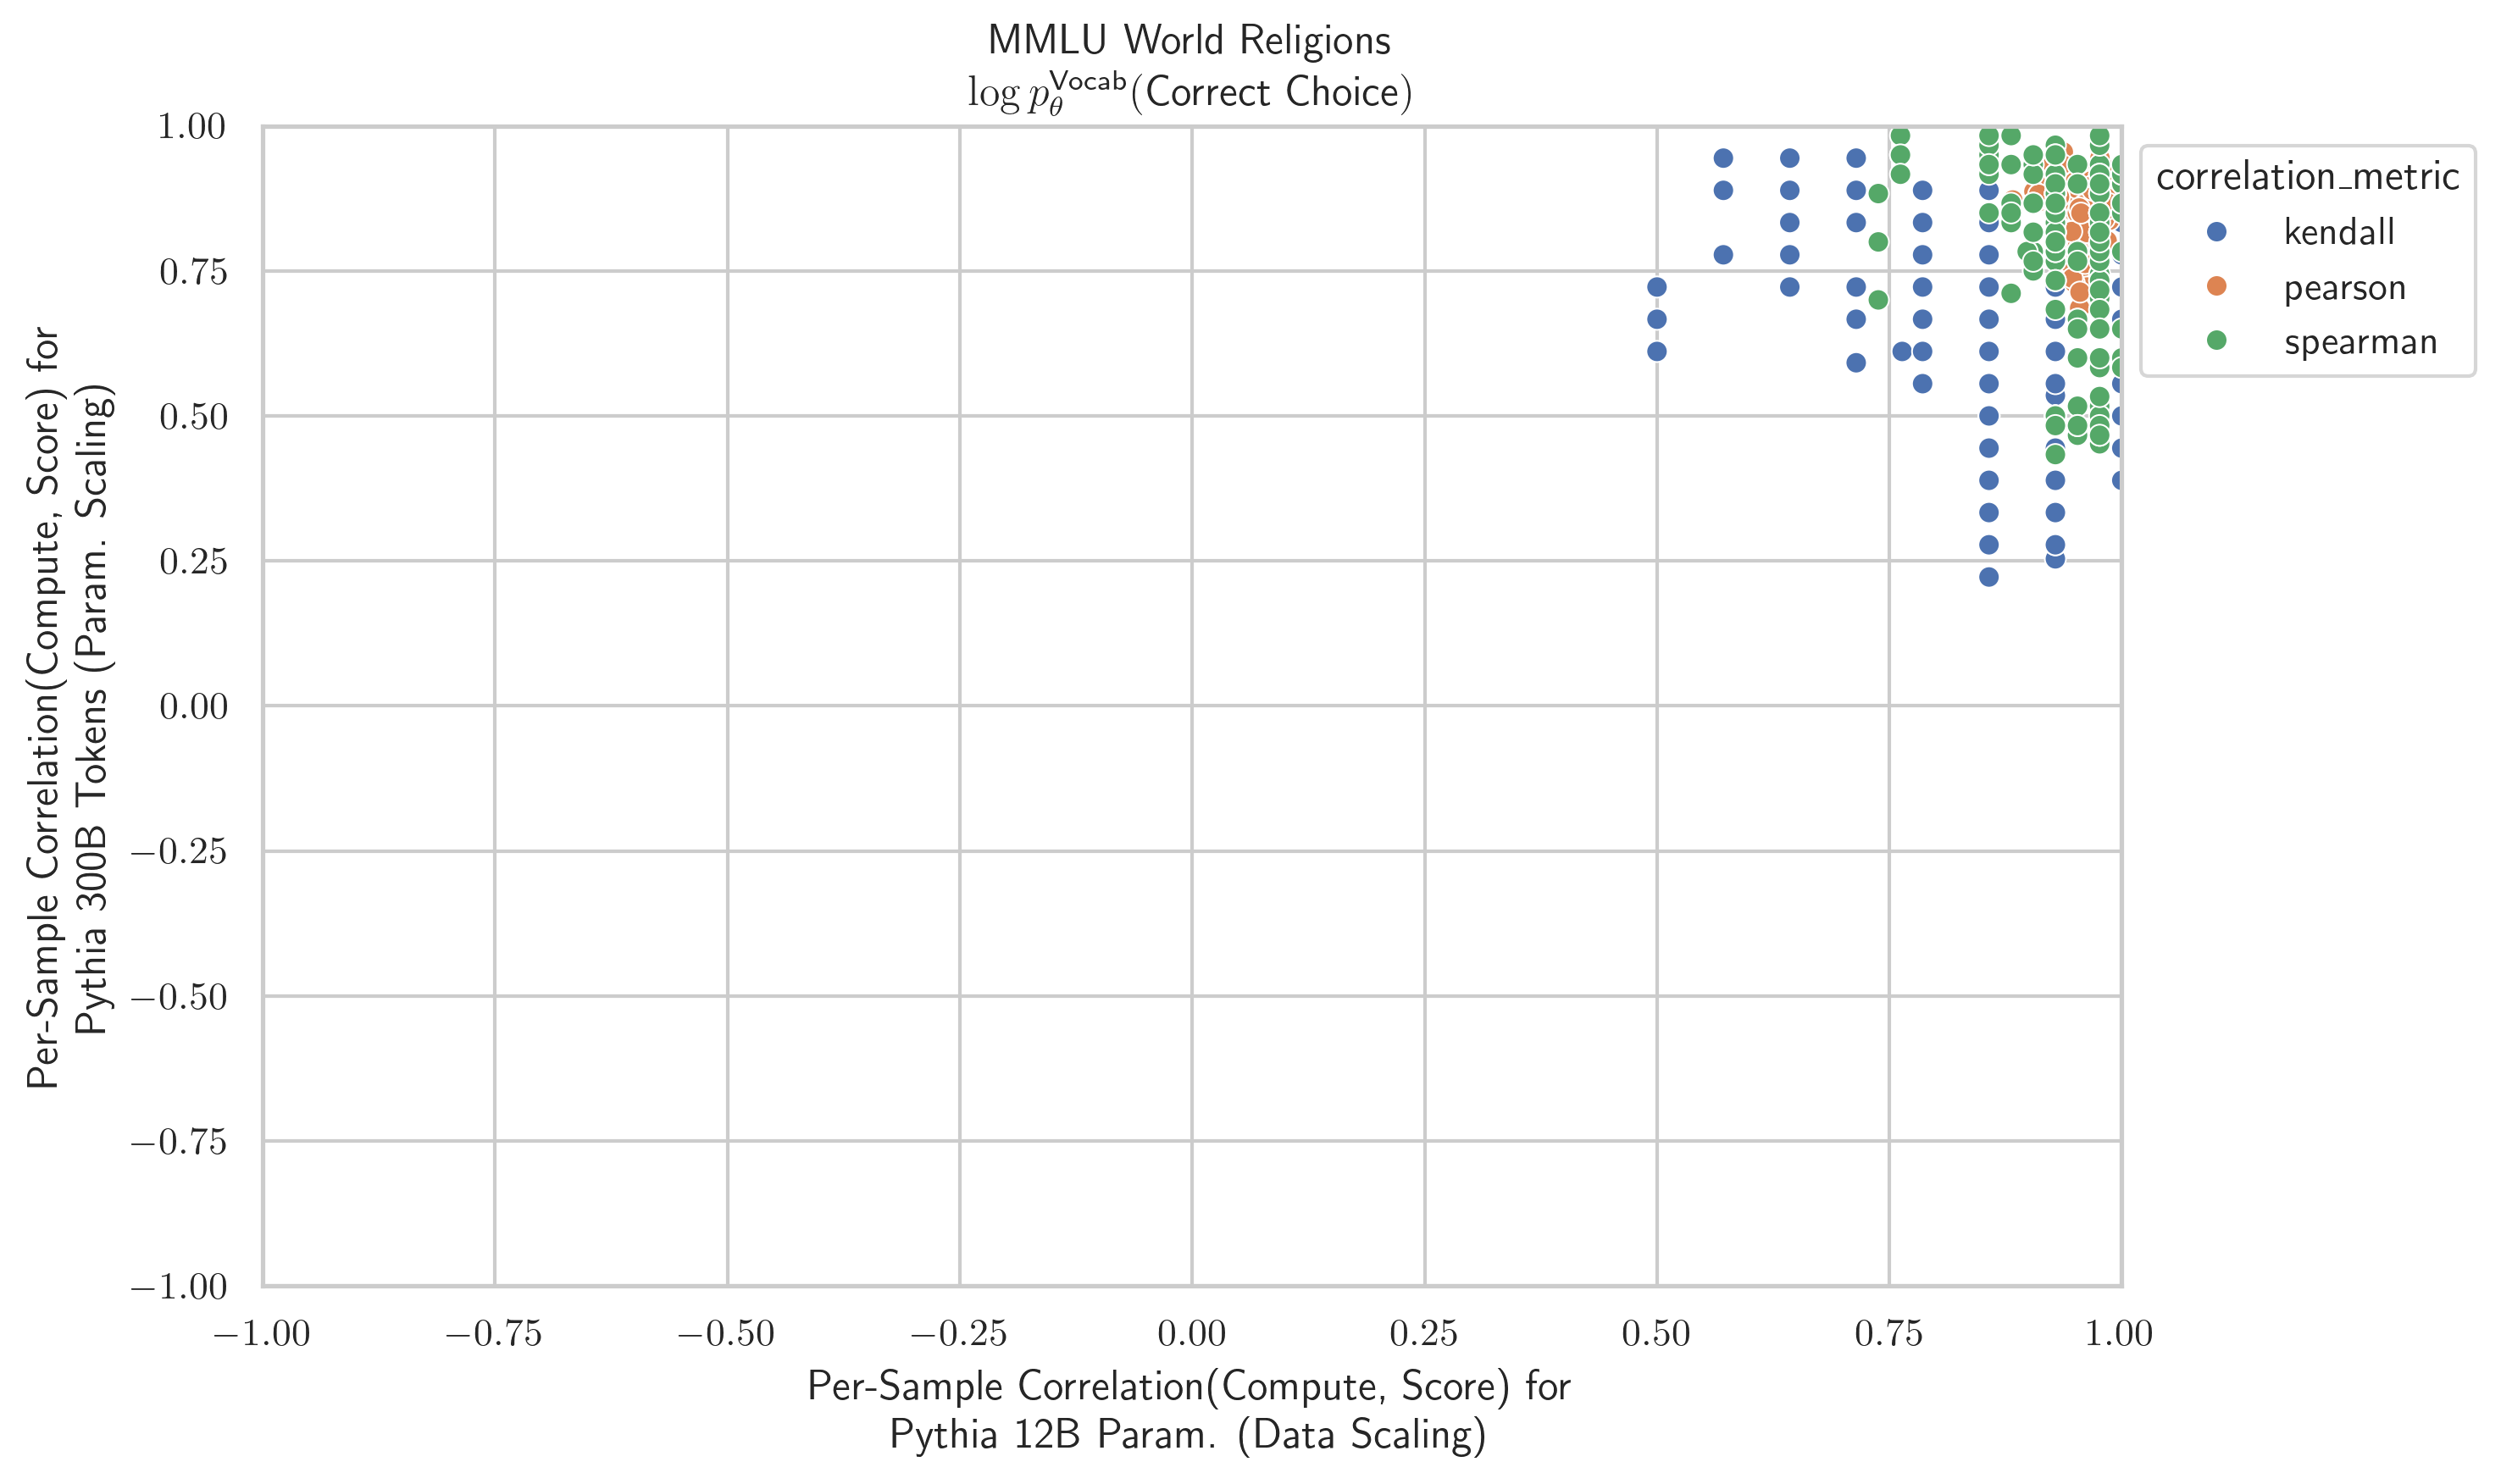 MMLU World Religions
log p_θ^Vocab(Correct Choice)
1.00
0.75
0.50
0.25
0.00
−0.25
−0.50
−0.75
−1.00
Per-Sample Correlation(Compute, Score) for
Pythia 300B Tokens (Param. Scaling)
correlation_metric
kendall
pearson
spearman
−1.00 −0.75 −0.50 −0.25 0.00 0.25 0.50 0.75 1.00
Per-Sample Correlation(Compute, Score) for
Pythia 12B Param. (Data Scaling)